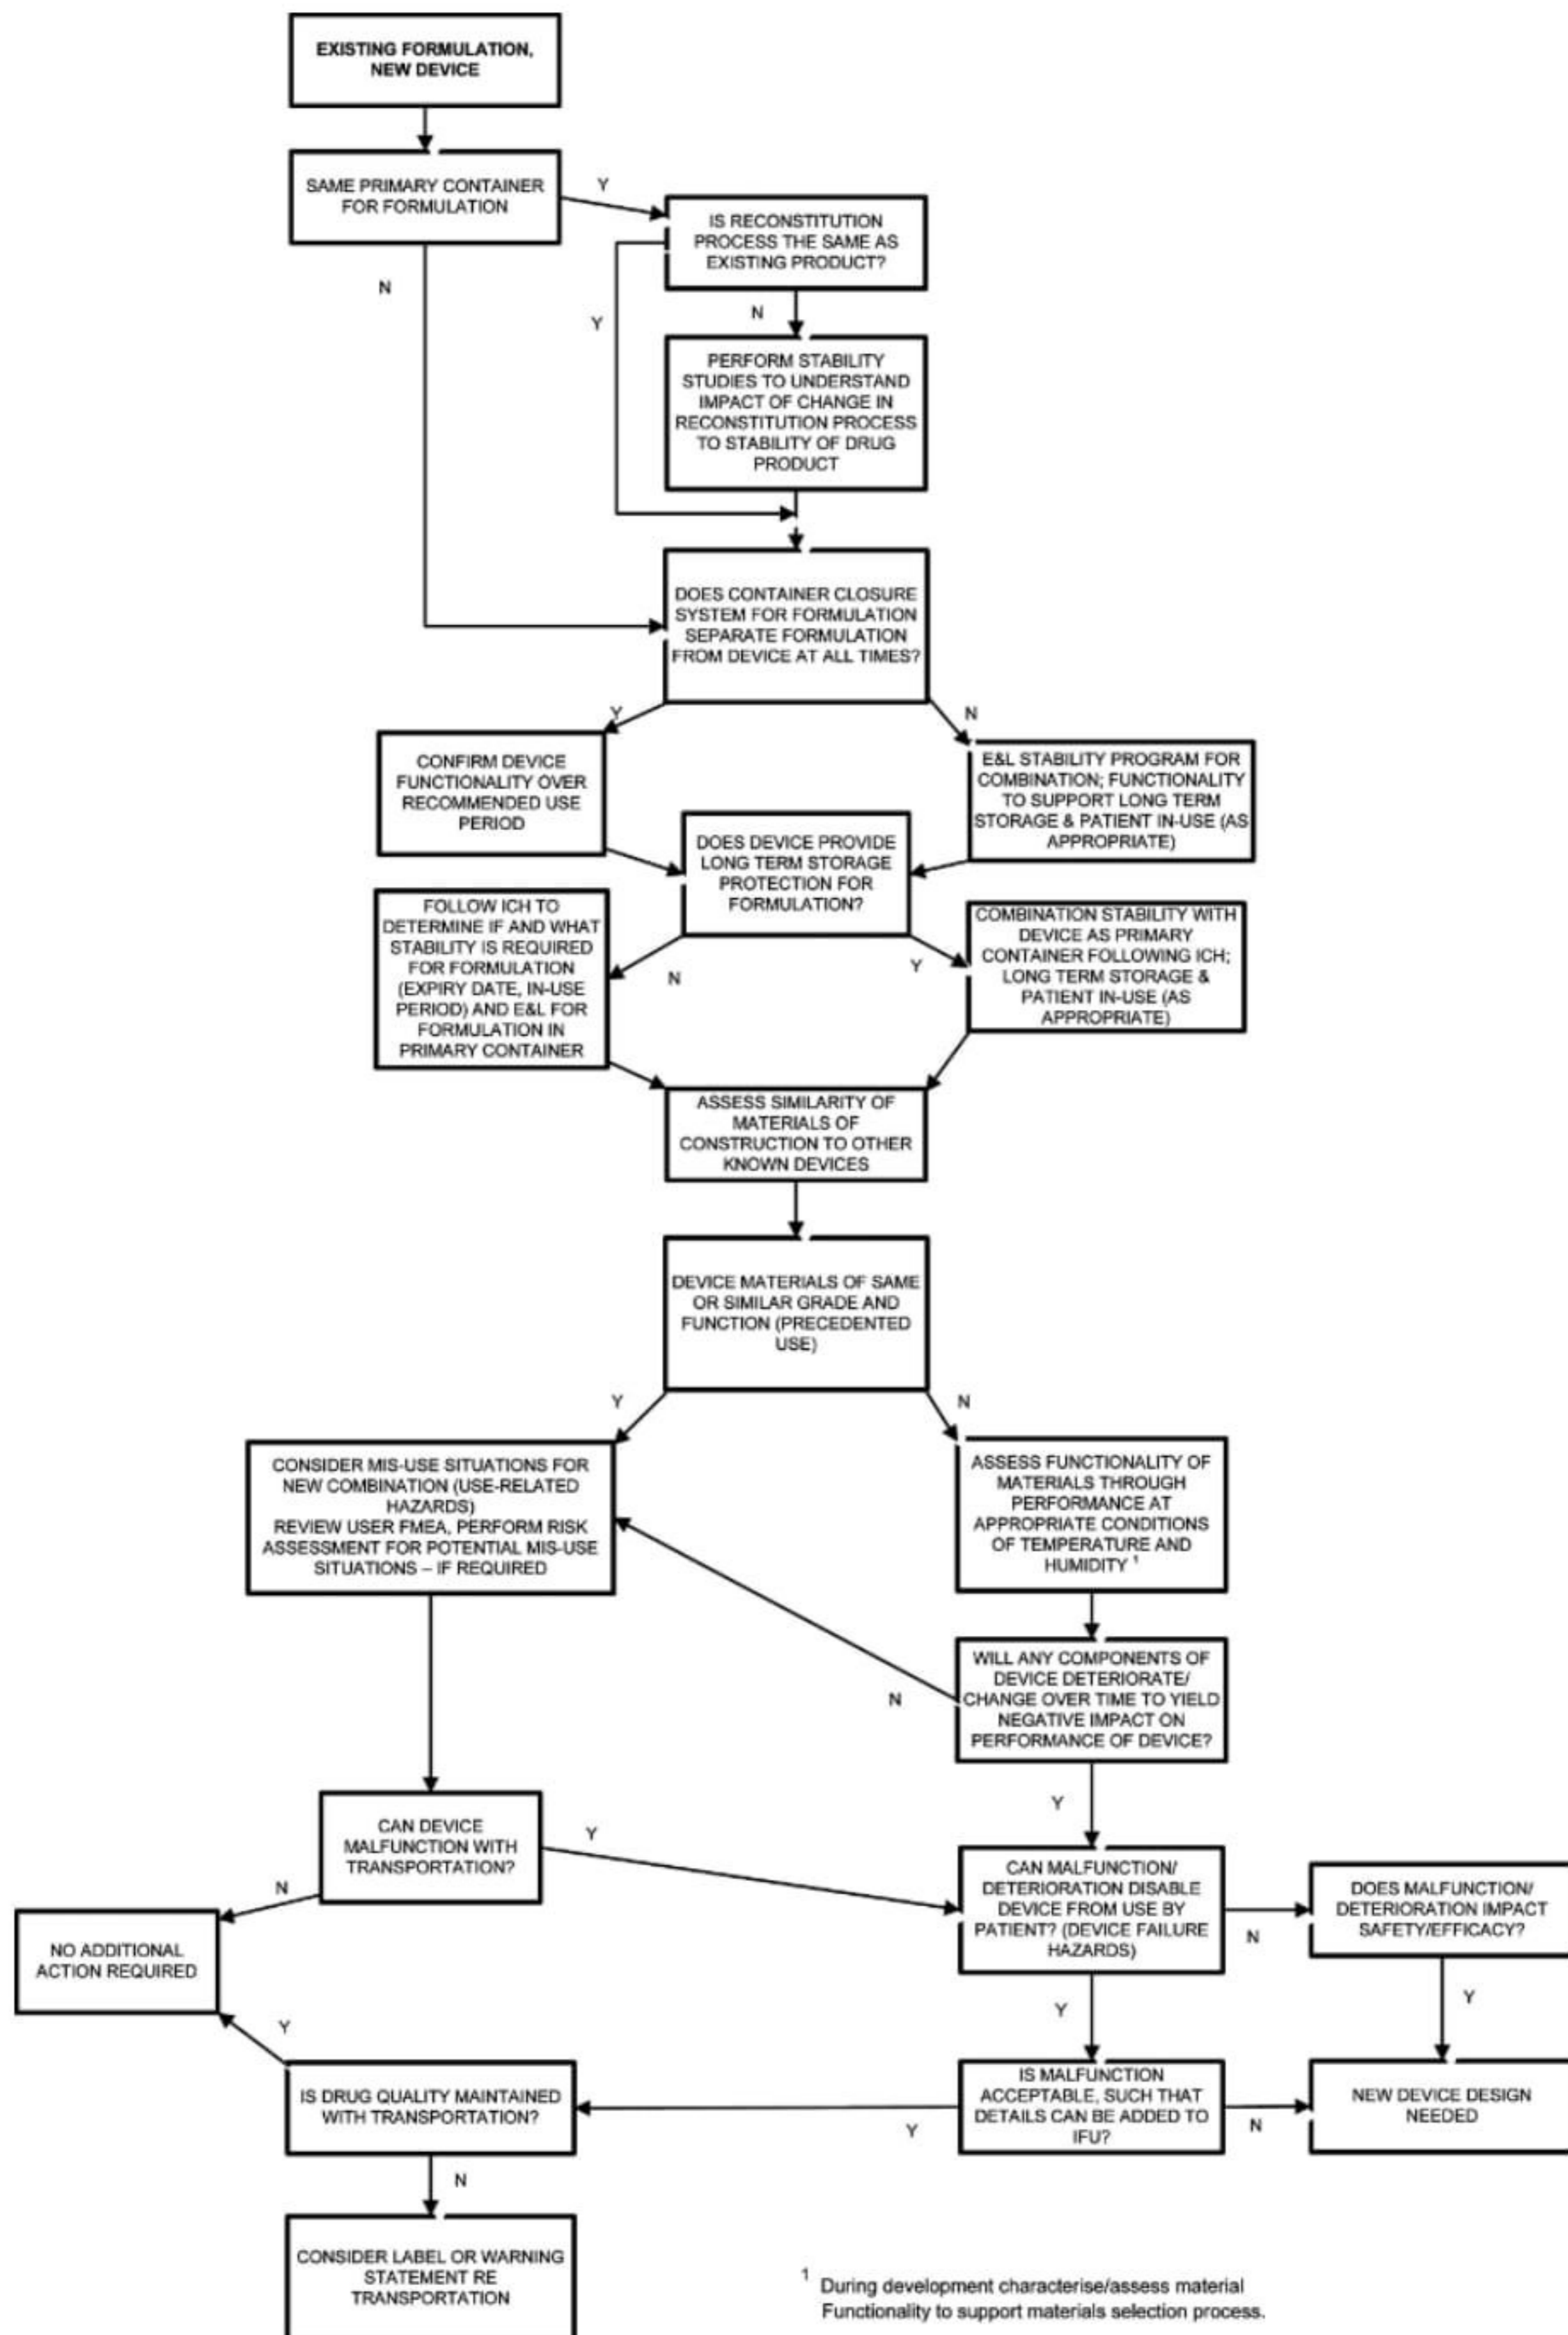 EXISTING FORMULATION,
NEW DEVICE
SAME PRIMARY CONTAINER
FOR FORMULATION
Y
IS RECONSTITUTION
PROCESS THE SAME AS
EXISTING PRODUCT?
N
Y
N
PERFORM STABILITY
STUDIES TO UNDERSTAND
IMPACT OF CHANGE IN
RECONSTITUTION PROCESS
TO STABILITY OF DRUG
PRODUCT
DOES CONTAINER CLOSURE
SYSTEM FOR FORMULATION
SEPARATE FORMULATION
FROM DEVICE AT ALL TIMES?
Y
N
CONFIRM DEVICE
FUNCTIONALITY OVER
RECOMMENDED USE
PERIOD
E&L STABILITY PROGRAM FOR
COMBINATION; FUNCTIONALITY
TO SUPPORT LONG TERM
STORAGE & PATIENT IN-USE (AS
APPROPRIATE)
DOES DEVICE PROVIDE
LONG TERM STORAGE
PROTECTION FOR
FORMULATION?
FOLLOW ICH TO
DETERMINE IF AND WHAT
STABILITY IS REQUIRED
FOR FORMULATION
(EXPIRY DATE, IN-USE
PERIOD) AND E&L FOR
FORMULATION IN
PRIMARY CONTAINER
N
Y
COMBINATION STABILITY WITH
DEVICE AS PRIMARY
CONTAINER FOLLOWING ICH;
LONG TERM STORAGE &
PATIENT IN-USE (AS
APPROPRIATE)
ASSESS SIMILARITY OF
MATERIALS OF
CONSTRUCTION TO OTHER
KNOWN DEVICES
DEVICE MATERIALS OF SAME
OR SIMILAR GRADE AND
FUNCTION (PRECEDENTED
USE)
Y
N
CONSIDER MIS-USE SITUATIONS FOR
NEW COMBINATION (USE-RELATED
HAZARDS)
REVIEW USER FMEA, PERFORM RISK
ASSESSMENT FOR POTENTIAL MIS-USE
SITUATIONS – IF REQUIRED
ASSESS FUNCTIONALITY OF
MATERIALS THROUGH
PERFORMANCE AT
APPROPRIATE CONDITIONS
OF TEMPERATURE AND
HUMIDITY 1
WILL ANY COMPONENTS OF
DEVICE DETERIORATE/
CHANGE OVER TIME TO YIELD
NEGATIVE IMPACT ON
PERFORMANCE OF DEVICE?
N
Y
CAN DEVICE
MALFUNCTION WITH
TRANSPORTATION?
Y
N
CAN MALFUNCTION/
DETERIORATION DISABLE
DEVICE FROM USE BY
PATIENT? (DEVICE FAILURE
HAZARDS)
N
DOES MALFUNCTION/
DETERIORATION IMPACT
SAFETY/EFFICACY?
NO ADDITIONAL
ACTION REQUIRED
Y
Y
Y
IS DRUG QUALITY MAINTAINED
WITH TRANSPORTATION?
Y
IS MALFUNCTION
ACCEPTABLE, SUCH THAT
DETAILS CAN BE ADDED TO
IFU?
N
NEW DEVICE DESIGN
NEEDED
N
CONSIDER LABEL OR WARNING
STATEMENT RE
TRANSPORTATION
1 During development characterise/assess material
Functionality to support materials selection process.